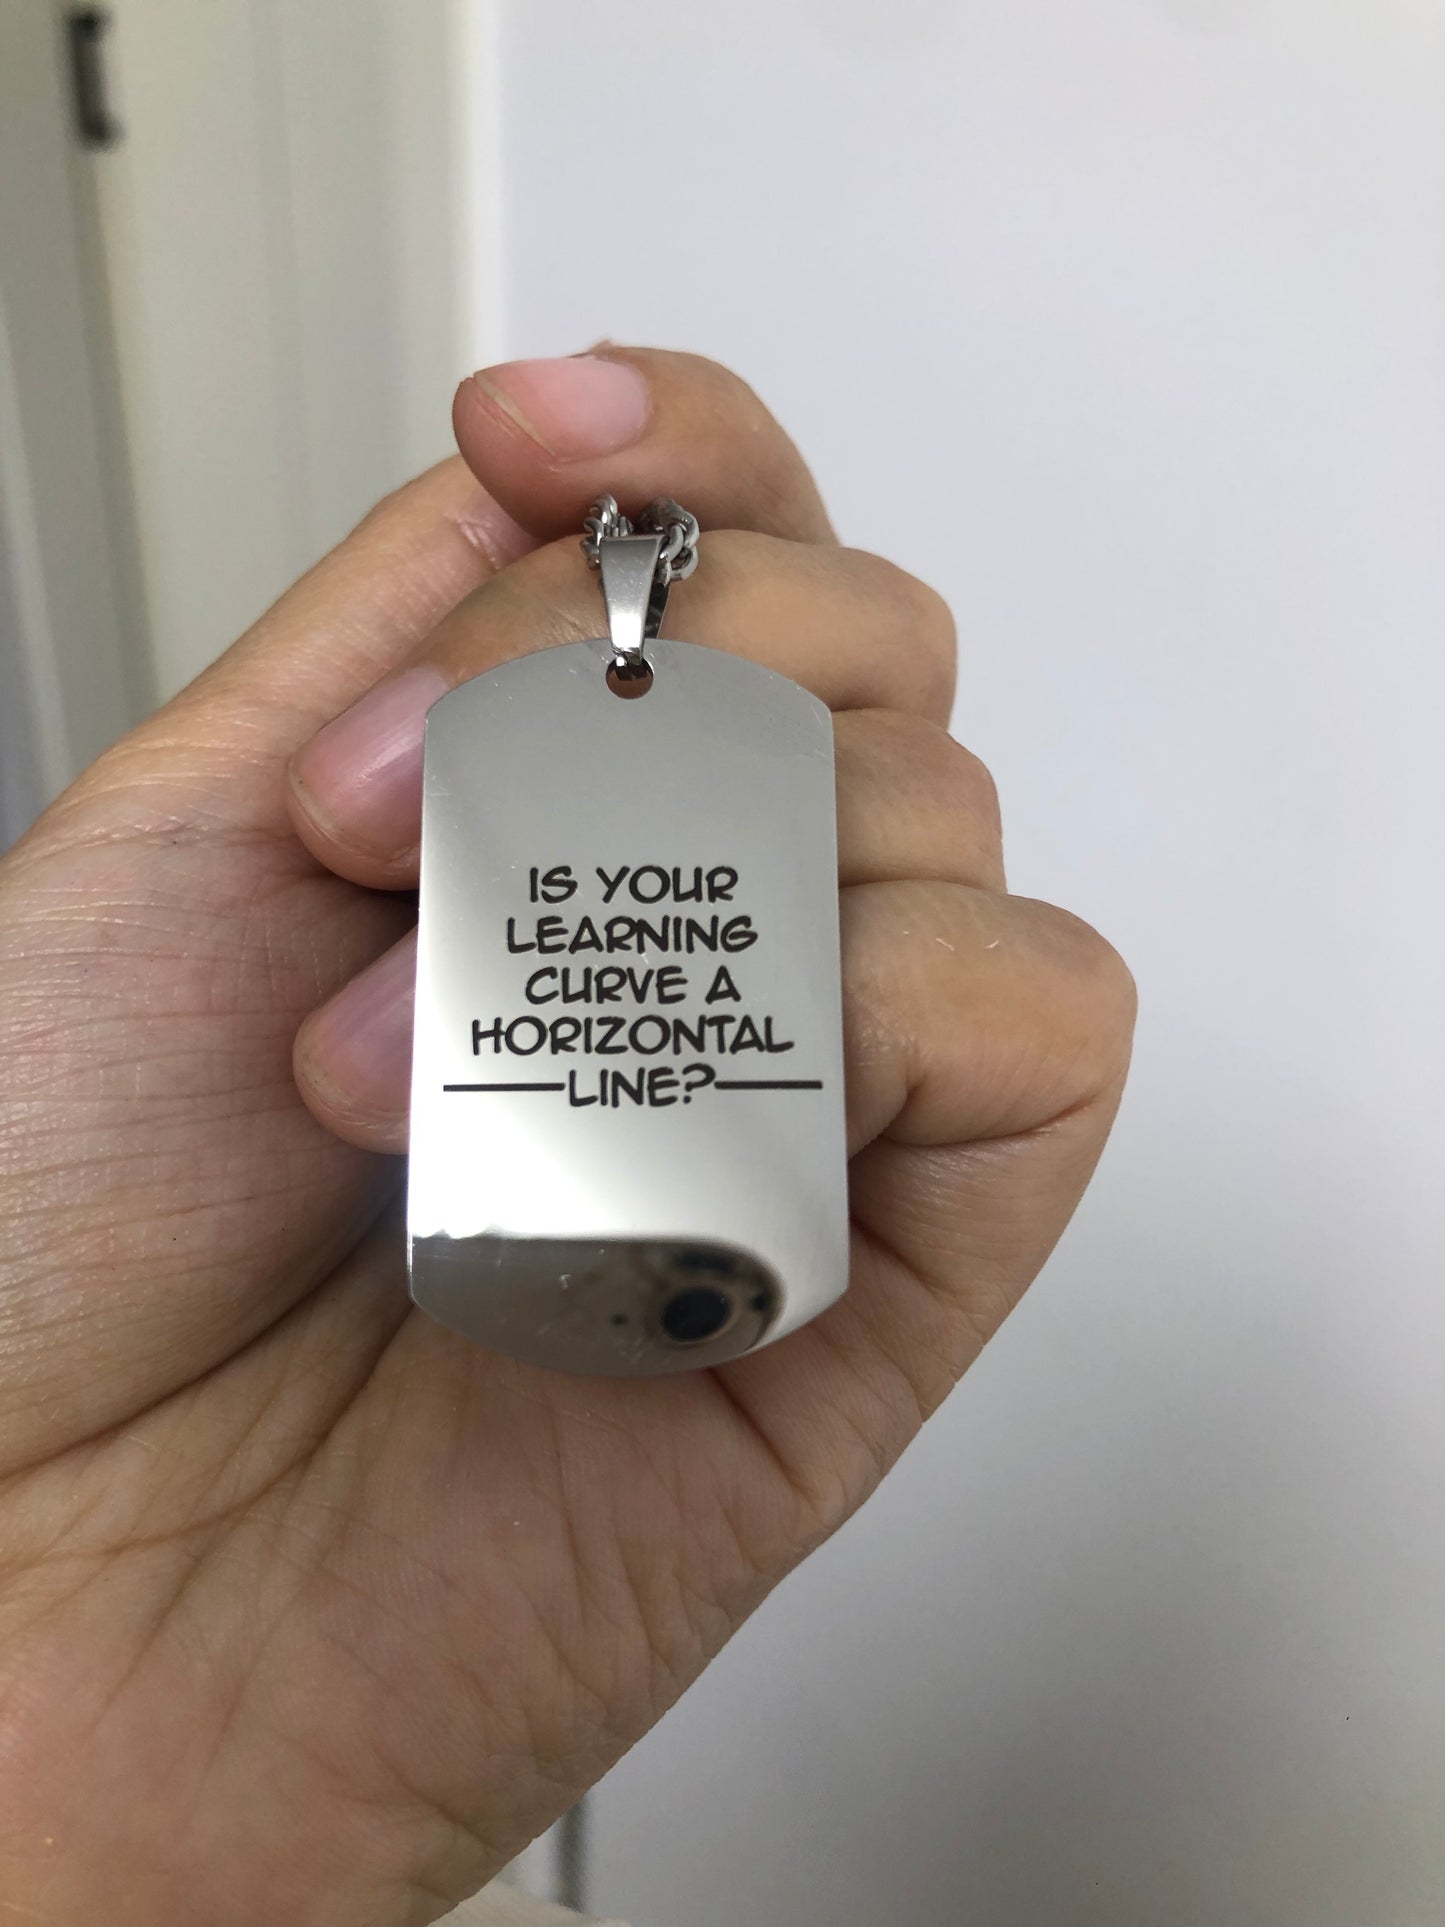 IS YOUR
LEARNING
CURVE A
HORIZONTAL
LINE?